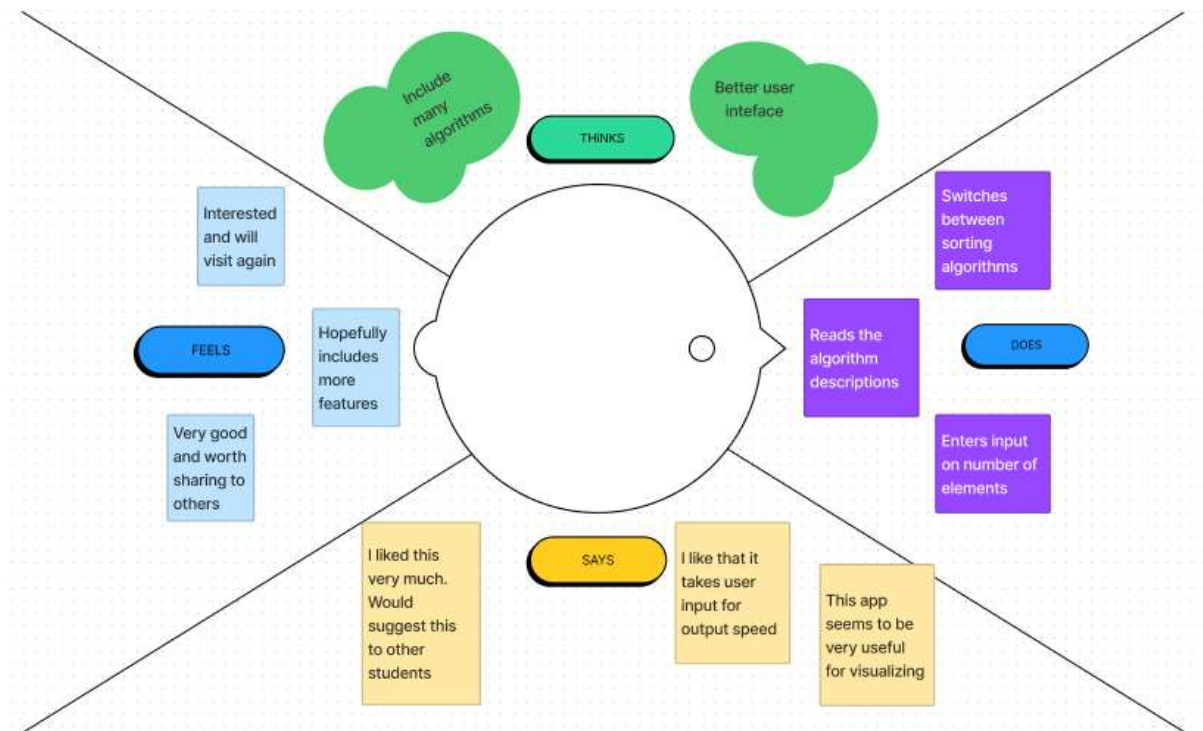 Include
many
algorithms
THINKS
Better user
inteface
Interested
and will
visit again
FEELS
Hopefully
includes
more
features
Very good
and worth
sharing to
others
Switches
between
sorting
algorithms
Reads the
algorithm
descriptions
DOES
Enters input
on number of
elements
I liked this
very much.
Would
suggest this
to other
students
SAYS
I like that it
takes user
input for
output speed
This app
seems to be
very useful
for visualizing